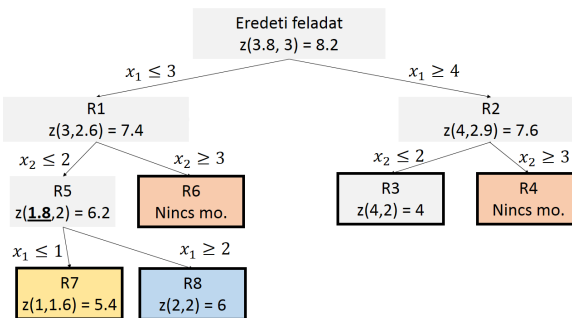 Eredeti feladat
z(3.8, 3) = 8.2
x₁ ≤ 3
x₁ ≥ 4
R1
z(3,2.6) = 7.4
R2
z(4,2.9) = 7.6
x₂ ≤ 2
x₂ ≥ 3
x₂ ≤ 2
x₂ ≥ 3
R5
z(1.8,2) = 6.2
R6
Nincs mo.
R3
z(4,2) = 4
R4
Nincs mo.
x₁ ≤ 1
x₁ ≥ 2
R7
z(1,1.6) = 5.4
R8
z(2,2) = 6